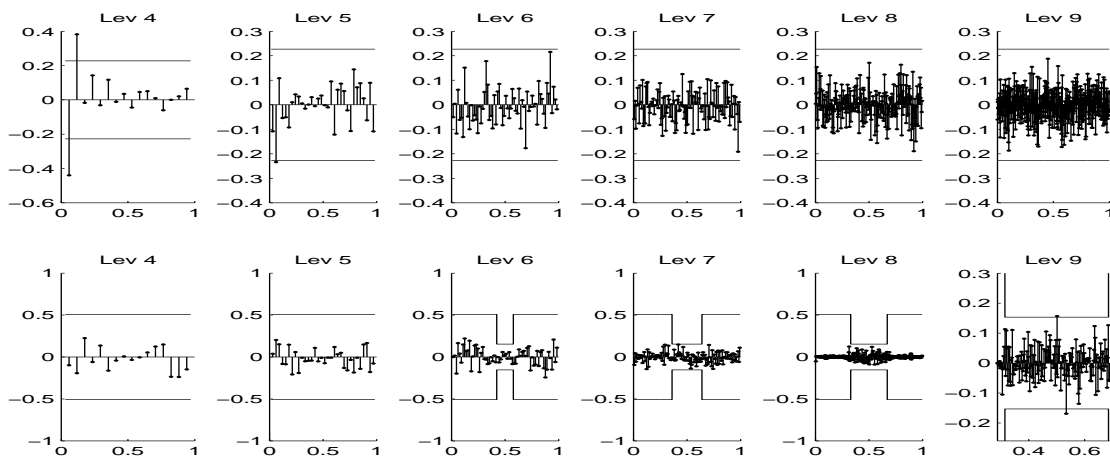 Lev 4 Lev 5 Lev 6 Lev 7 Lev 8 Lev 9
0.4 0.3 0.3 0.3 0.3 0.3
0.2 0.2 0.2 0.2 0.2
0.2 0.1 0.1 0.1 0.1 0.1
0 0 0 0 0 0
−0.1 −0.1 −0.1 −0.1 −0.1
−0.2 −0.2 −0.2 −0.2 −0.2 −0.2
−0.4 −0.3 −0.3 −0.3 −0.3 −0.3
−0.6 −0.4 −0.4 −0.4 −0.4 −0.4
0 0.5 1 0 0.5 1 0 0.5 1 0 0.5 1 0 0.5 1 0 0.5 1
Lev 4 Lev 5 Lev 6 Lev 7 Lev 8 Lev 9
1 1 1 1 1 0.3
0.5 0.5 0.5 0.5 0.5 0.2
0.1
0 0 0 0 0 0
−0.1
−0.5 −0.5 −0.5 −0.5 −0.5
−0.2
−1 −1 −1 −1 −1
0 0.5 1 0 0.5 1 0 0.5 1 0 0.5 1 0 0.5 1 0.4 0.6